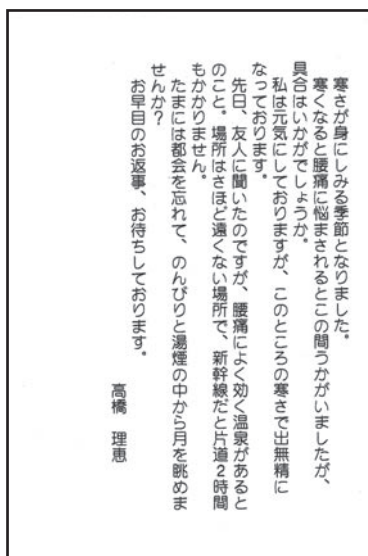 寒さが身にしみる季節となりました。
寒くなると腰痛に悩まされるとこの間うかがいましたが、
具合はいかがでしょうか。
私は元気にしておりますが、このところの寒さで出無精に
なっております。
先日、友人に聞いたのですが、腰痛によく効く温泉があると
のこと。場所はさほど遠くない場所で、新幹線だと片道2時間
もかかりません。
たまには都会を忘れて、のんびりと湯煙の中から月を眺めま
せんか?
お早目のお返事、お待ちしております。
高橋 理恵